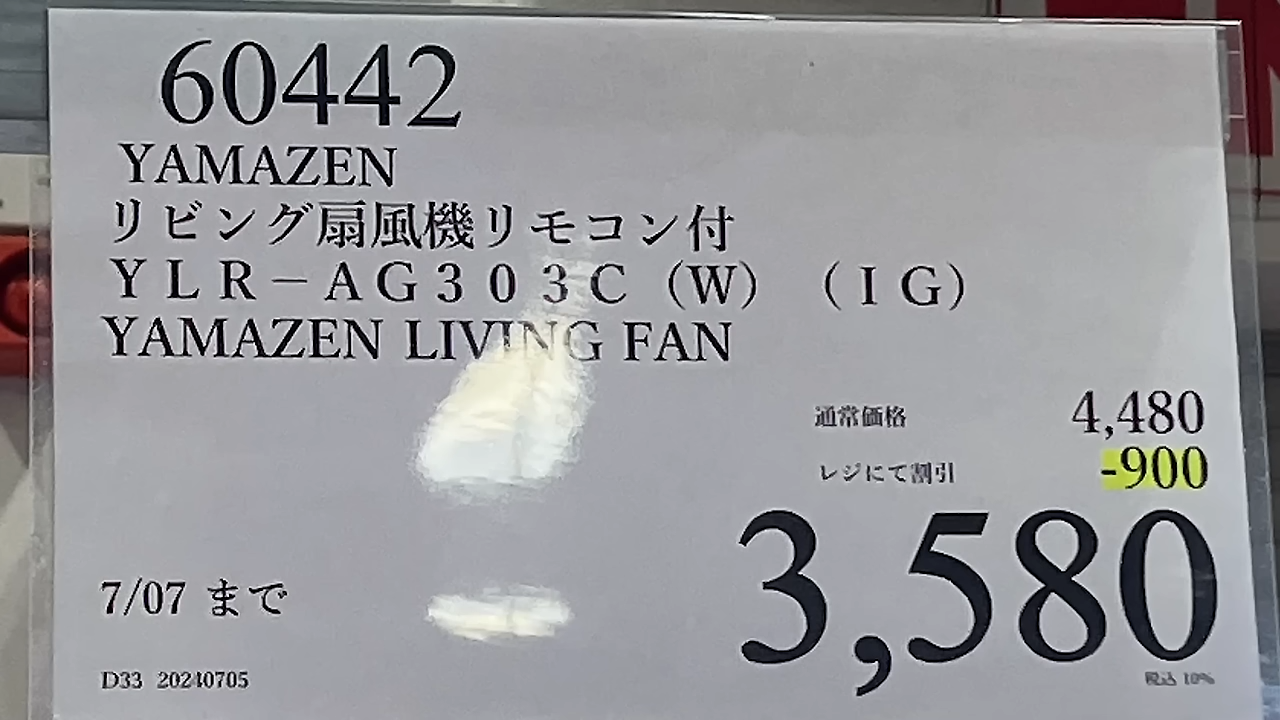 60442
YAMAZEN
リビング扇風機リモコン付
ＹＬＲ－ＡＧ３０３Ｃ（W）（ＩＧ）
YAMAZEN LIVING FAN
通常価格 4,480
レジにて割引 -900
3,580
税込 10%
7/07 まで
D33 20240705